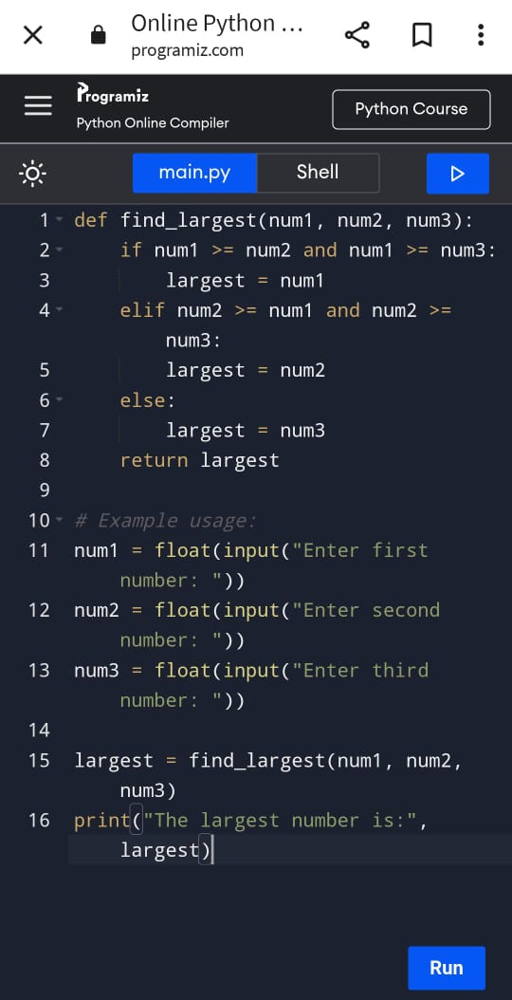 Online Python ...
programiz.com
Programiz
Python Online Compiler
Python Course
main.py
Shell
1 def find_largest(num1, num2, num3):
2     if num1 >= num2 and num1 >= num3:
3         largest = num1
4     elif num2 >= num1 and num2 >=
        num3:
5         largest = num2
6     else:
7         largest = num3
8     return largest
9
10 # Example usage:
11 num1 = float(input("Enter first
    number: "))
12 num2 = float(input("Enter second
    number: "))
13 num3 = float(input("Enter third
    number: "))
14
15 largest = find_largest(num1, num2,
    num3)
16 print("The largest number is:",
    largest)
Run